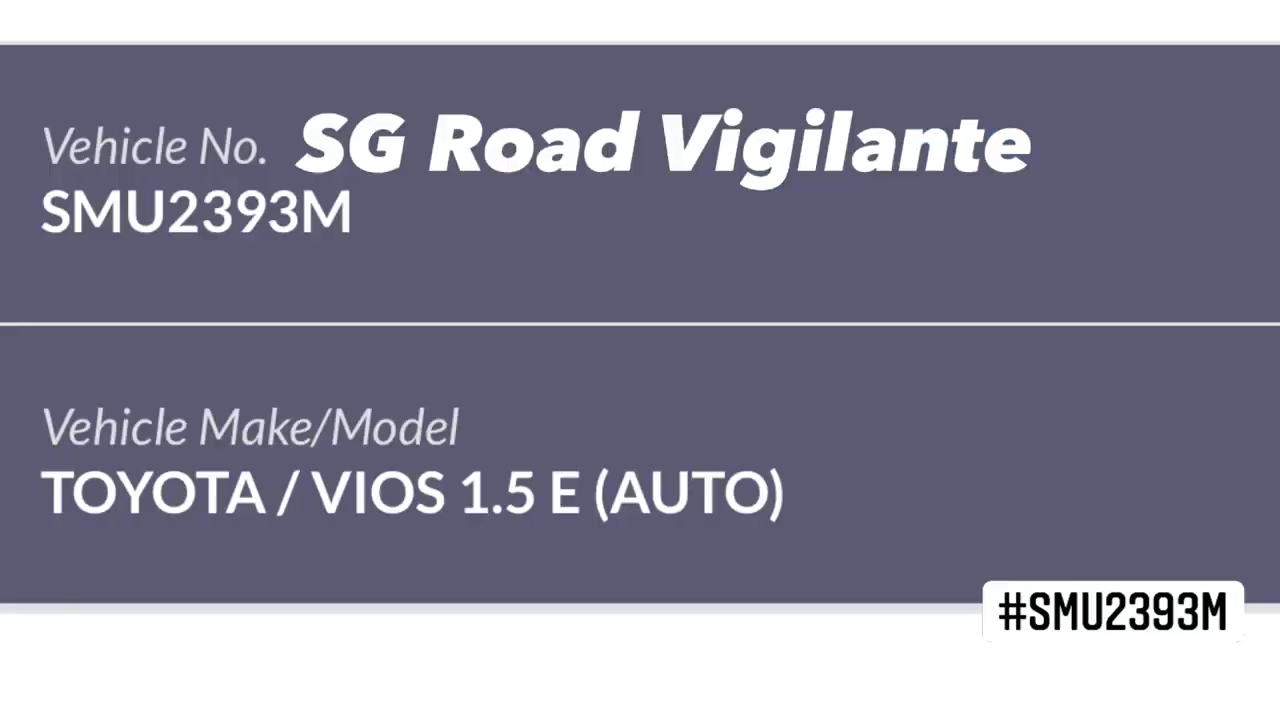 Vehicle No.
SG Road Vigilante
SMU2393M
Vehicle Make/Model
TOYOTA / VIOS 1.5 E (AUTO)
#SMU2393M